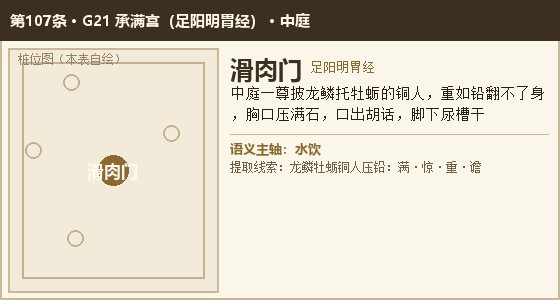 第107条・G21 承满宫（足阳明胃经）・中庭
桩位图（本表自绘）
滑肉门
滑肉门 足阳明胃经
中庭一尊披龙鳞托牡蛎的铜人，重如铅翻不了身
，胸口压满石，口出胡话，脚下尿槽干
语义主轴：水饮
提取线索：龙鳞牡蛎铜人压铅：满・惊・重・谵